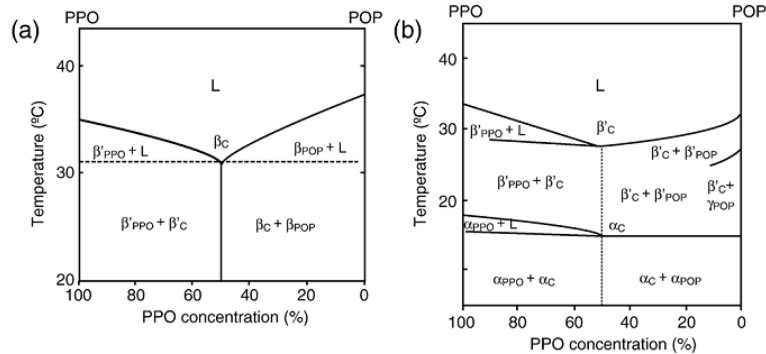 PPO POP
(a)
40
L
Temperature (ºC)
βC
β'PPO + L
βPOP + L
30
β'PPO + β'C
βC + βPOP
20
100 80 60 40 20 0
PPO concentration (%)
PPO POP
(b)
40
L
Temperature (ºC)
30
β'PPO + L
β'C
β'C + β'POP
β'PPO + β'C
β'C + β'POP
β'C +
γPOP
20
αPPO + L
αC
αPPO + αC
αC + αPOP
100 80 60 40 20 0
PPO concentration (%)